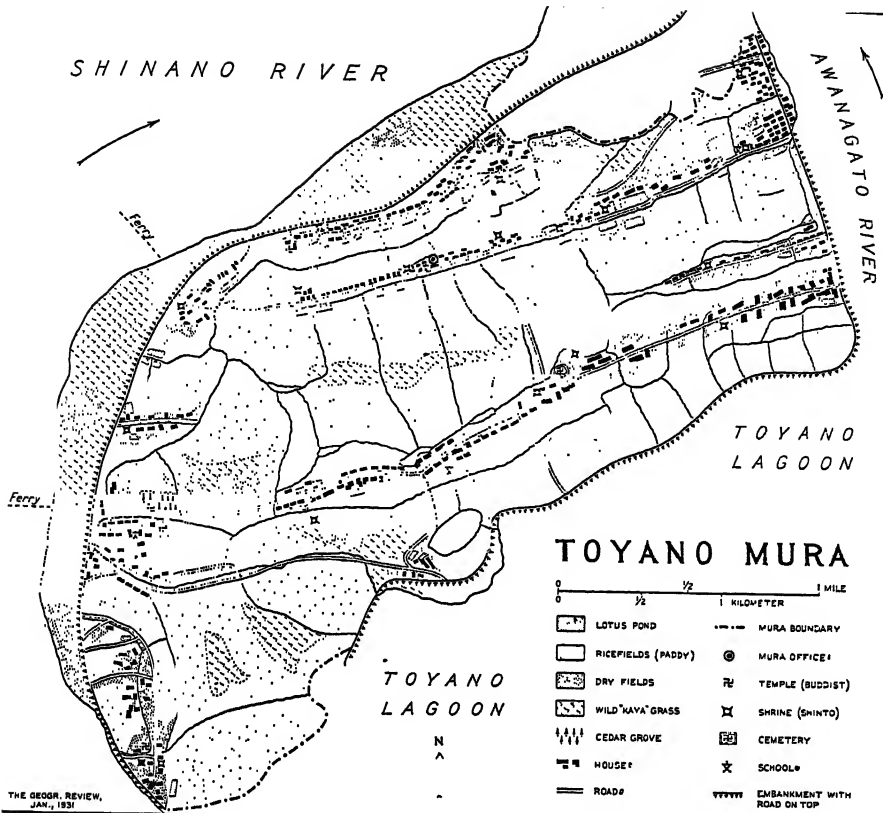 SHINANO RIVER
AWANAGATO RIVER
Ferry
Ferry
TOYANO
LAGOON
TOYANO MURA
0 1/2 1 MILE
0 1/2 1 KILOMETER
LOTUS POND
RICEFIELDS (PADDY)
DRY FIELDS
WILD "KAYA" GRASS
CEDAR GROVE
HOUSES
ROADS
MURA BOUNDARY
MURA OFFICES
TEMPLE (BUDDIST)
SHRINE (SHINTO)
CEMETERY
SCHOOLS
EMBANKMENT WITH
ROAD ON TOP
TOYANO
LAGOON
N
THE GEOGR. REVIEW,
JAN., 1931